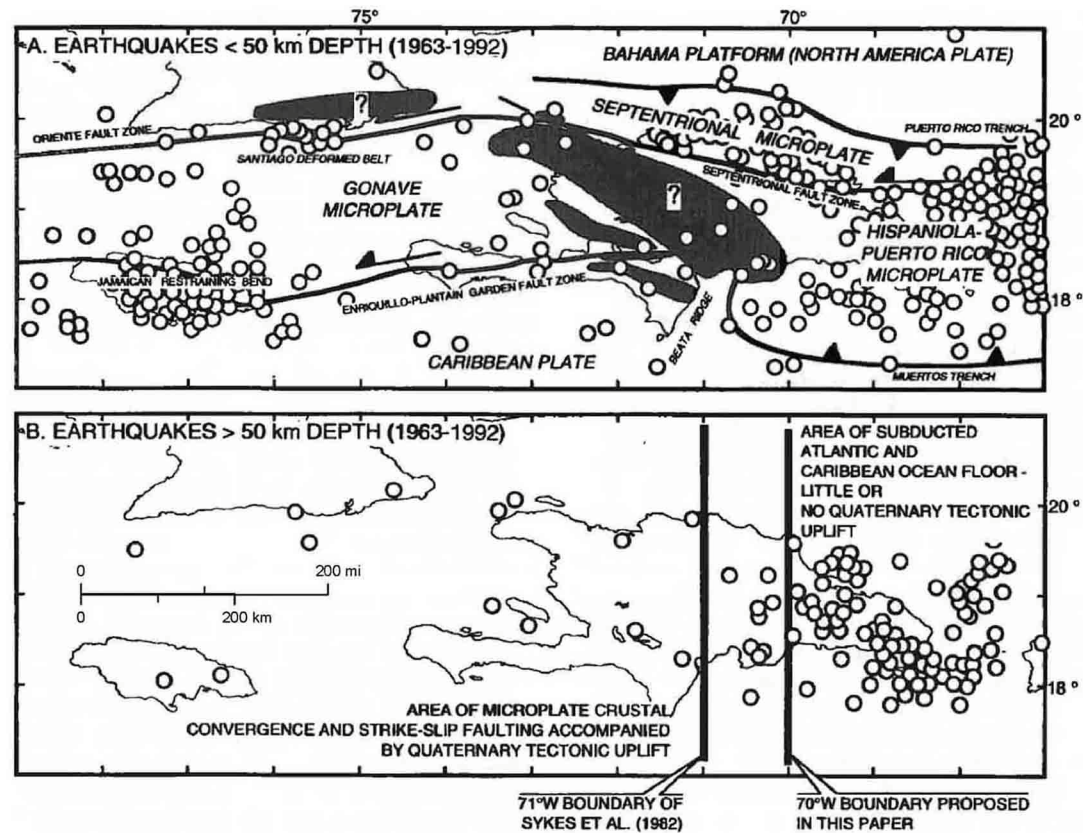 75° 70°
A. EARTHQUAKES < 50 km DEPTH (1963-1992)
BAHAMA PLATFORM (NORTH AMERICA PLATE)
?
SEPTENTRIONAL MICROPLATE
PUERTO RICO TRENCH
20°
ORIENTE FAULT ZONE
SANTIAGO DEFORMED BELT
SEPTENTRIONAL FAULT ZONE
GONAVE
MICROPLATE
?
HISPANIOLA-
PUERTO RICO
MICROPLATE
JAMAICAN RESTRAINING BEND
ENRIQUILLO-PLANTAIN GARDEN FAULT ZONE
18°
BEATA RIDGE
CARIBBEAN PLATE
MUERTOS TRENCH
B. EARTHQUAKES > 50 km DEPTH (1963-1992)
AREA OF SUBDUCTED
ATLANTIC AND
CARIBBEAN OCEAN FLOOR -
LITTLE OR
NO QUATERNARY TECTONIC
UPLIFT
20°
0 200 mi
0 200 km
18°
AREA OF MICROPLATE CRUSTAL
CONVERGENCE AND STRIKE-SLIP FAULTING ACCOMPANIED
BY QUATERNARY TECTONIC UPLIFT
71°W BOUNDARY OF
SYKES ET AL. (1982)
70°W BOUNDARY PROPOSED
IN THIS PAPER